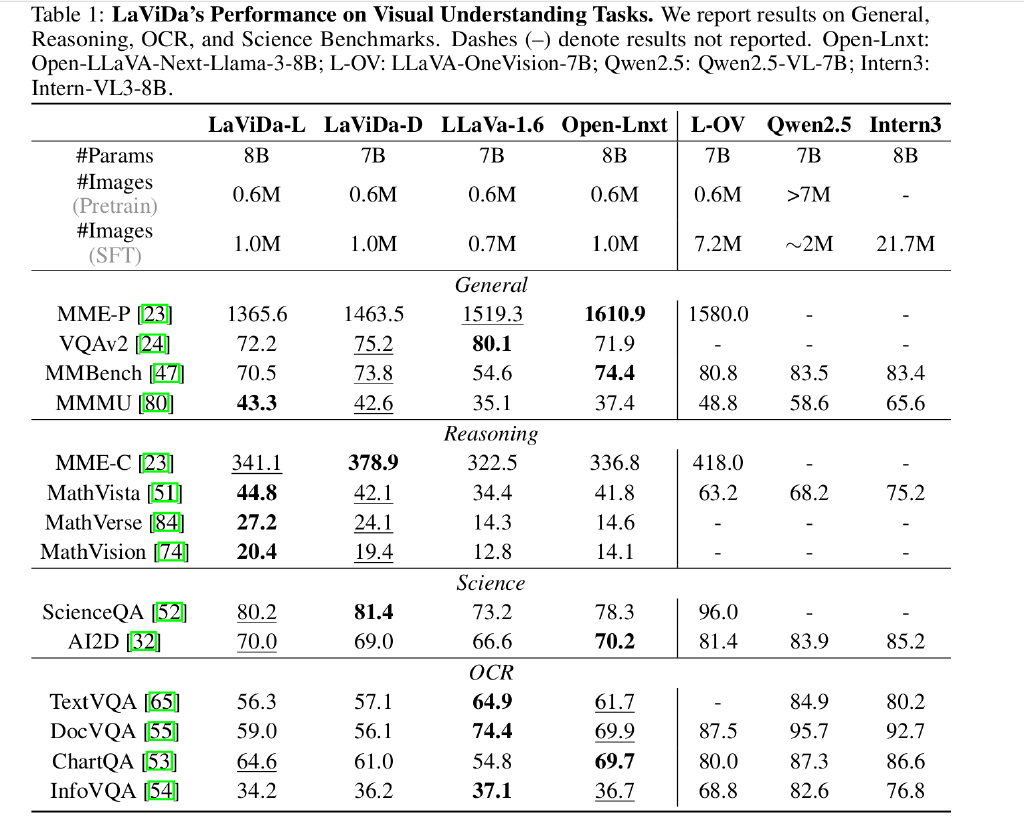 Table 1: LaViDa's Performance on Visual Understanding Tasks. We report results on General,
Reasoning, OCR, and Science Benchmarks. Dashes (–) denote results not reported. Open-Lnxt:
Open-LLaVA-Next-Llama-3-8B; L-OV: LLaVA-OneVision-7B; Qwen2.5: Qwen2.5-VL-7B; Intern3:
Intern-VL3-8B.
LaViDa-L LaViDa-D LLaVa-1.6 Open-Lnxt L-OV Qwen2.5 Intern3
#Params 8B 7B 7B 8B 7B 7B 8B
#Images
(Pretrain) 0.6M 0.6M 0.6M 0.6M 0.6M >7M -
#Images
(SFT) 1.0M 1.0M 0.7M 1.0M 7.2M ~2M 21.7M
General
MME-P [23] 1365.6 1463.5 1519.3 1610.9 1580.0 - -
VQAv2 [24] 72.2 75.2 80.1 71.9 - - -
MMBench [47] 70.5 73.8 54.6 74.4 80.8 83.5 83.4
MMMU [80] 43.3 42.6 35.1 37.4 48.8 58.6 65.6
Reasoning
MME-C [23] 341.1 378.9 322.5 336.8 418.0 - -
MathVista [51] 44.8 42.1 34.4 41.8 63.2 68.2 75.2
MathVerse [84] 27.2 24.1 14.3 14.6 - - -
MathVision [74] 20.4 19.4 12.8 14.1 - - -
Science
ScienceQA [52] 80.2 81.4 73.2 78.3 96.0 - -
AI2D [32] 70.0 69.0 66.6 70.2 81.4 83.9 85.2
OCR
TextVQA [65] 56.3 57.1 64.9 61.7 - 84.9 80.2
DocVQA [55] 59.0 56.1 74.4 69.9 87.5 95.7 92.7
ChartQA [53] 64.6 61.0 54.8 69.7 80.0 87.3 86.6
InfoVQA [54] 34.2 36.2 37.1 36.7 68.8 82.6 76.8